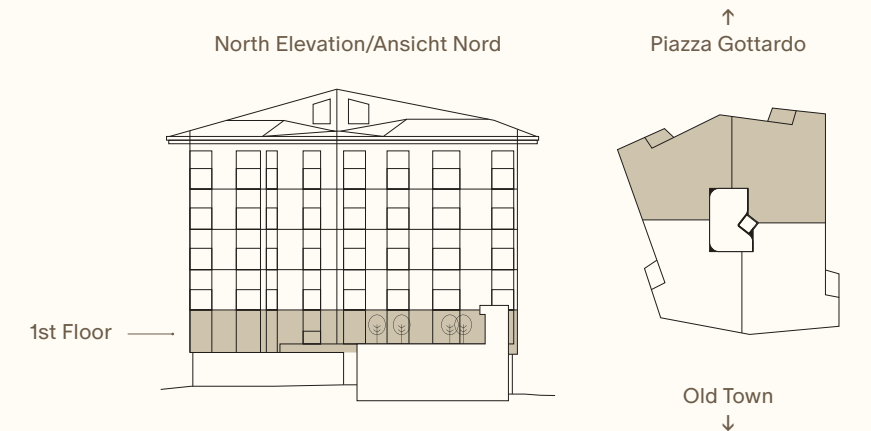 ↑
North Elevation/Ansicht Nord
Piazza Gottardo
1st Floor
Old Town
↓